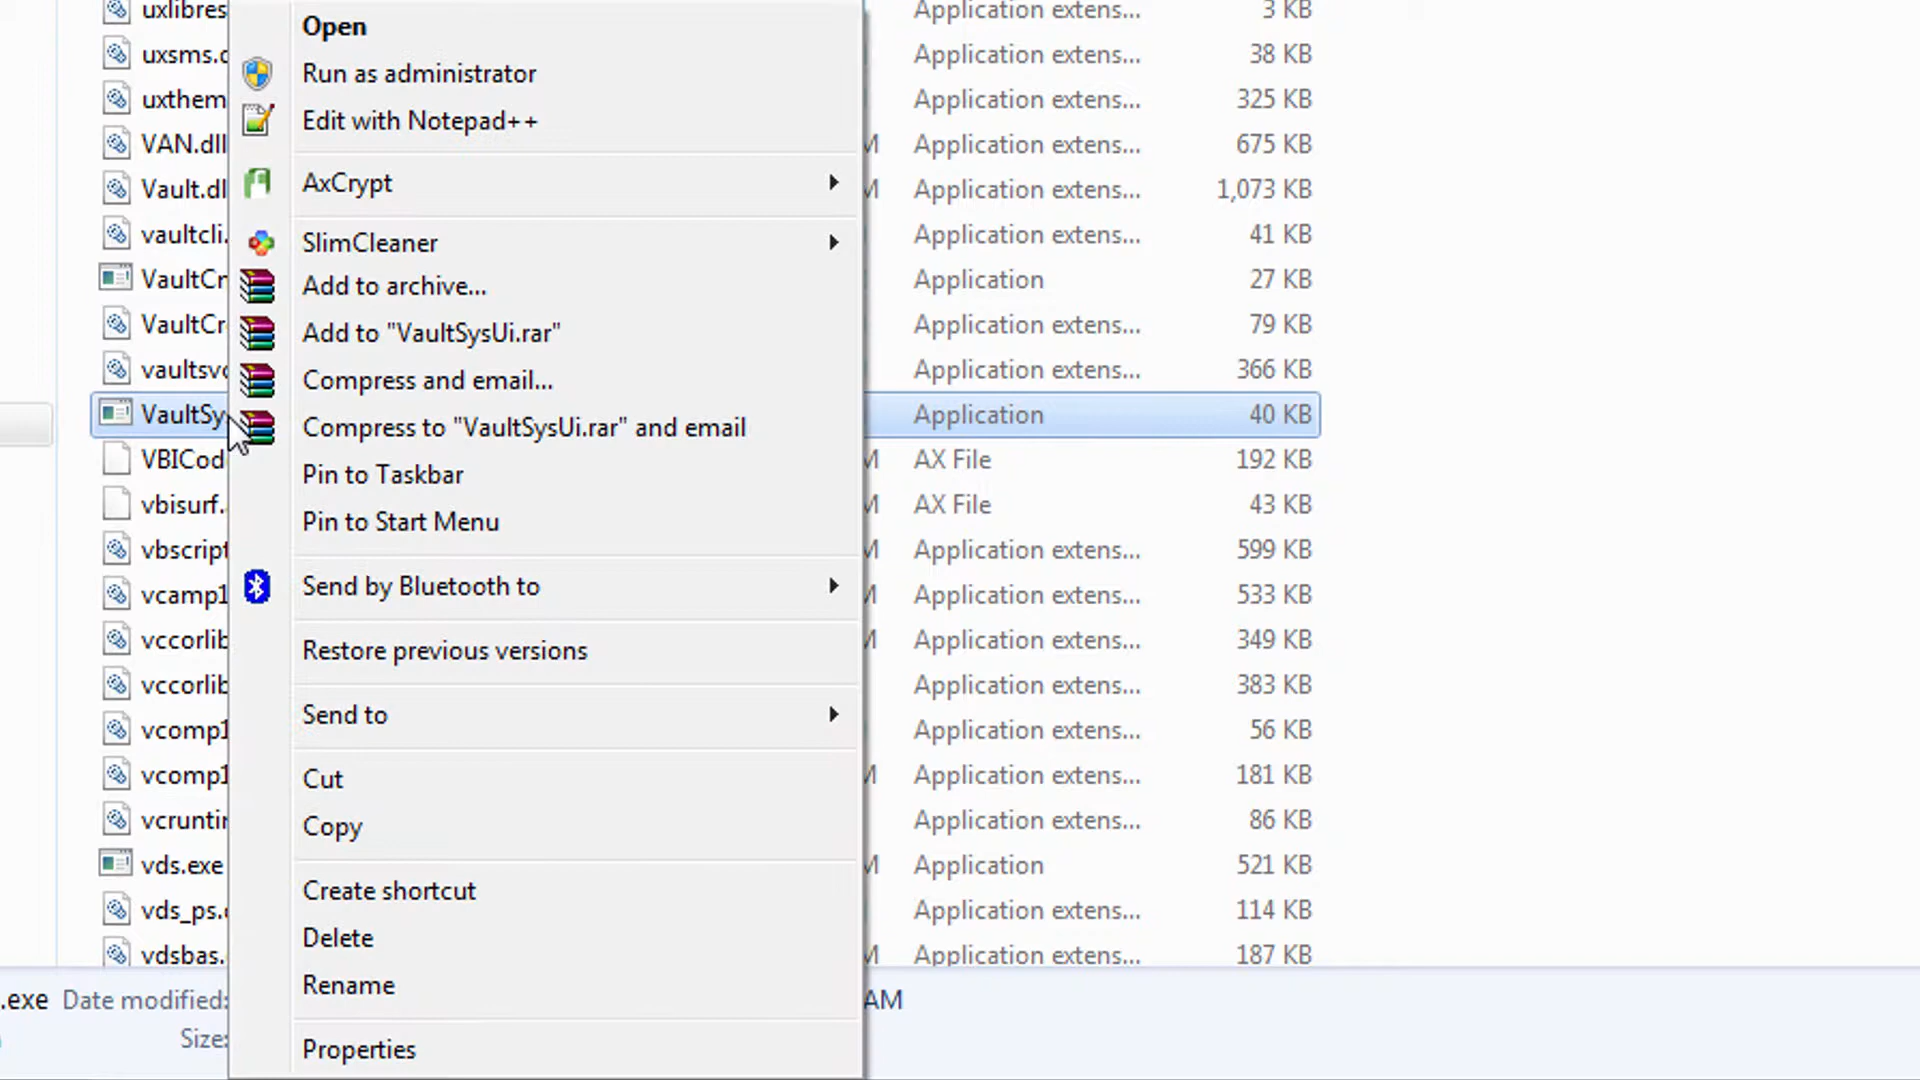 uxlibres Application extens... 3 KB
Open
uxsms. Application extens... 38 KB
Run as administrator
uxthem Application extens... 325 KB
Edit with Notepad++
VAN.dll M Application extens... 675 KB
AxCrypt
Vault.dl M Application extens... 1,073 KB
vaultcli. Application extens... 41 KB
SlimCleaner
VaultCr Application 27 KB
Add to archive...
VaultCr Application extens... 79 KB
Add to "VaultSysUi.rar"
vaultsv Application extens... 366 KB
Compress and email...
VaultSy Application 40 KB
Compress to "VaultSysUi.rar" and email
VBICod M AX File 192 KB
Pin to Taskbar
vbisurf. M AX File 43 KB
Pin to Start Menu
vbscript M Application extens... 599 KB
vcamp1 M Application extens... 533 KB
Send by Bluetooth to
vccorlib M Application extens... 349 KB
Restore previous versions
vccorlib M Application extens... 383 KB
vcomp1 M Application extens... 56 KB
Send to
vcomp1 M Application extens... 181 KB
Cut
vcruntir M Application extens... 86 KB
Copy
vds.exe M Application 521 KB
Create shortcut
vds_ps. Application extens... 114 KB
Delete
vdsbas. M Application extens... 187 KB
Rename
.exe Date modified: AM
Size:
Properties